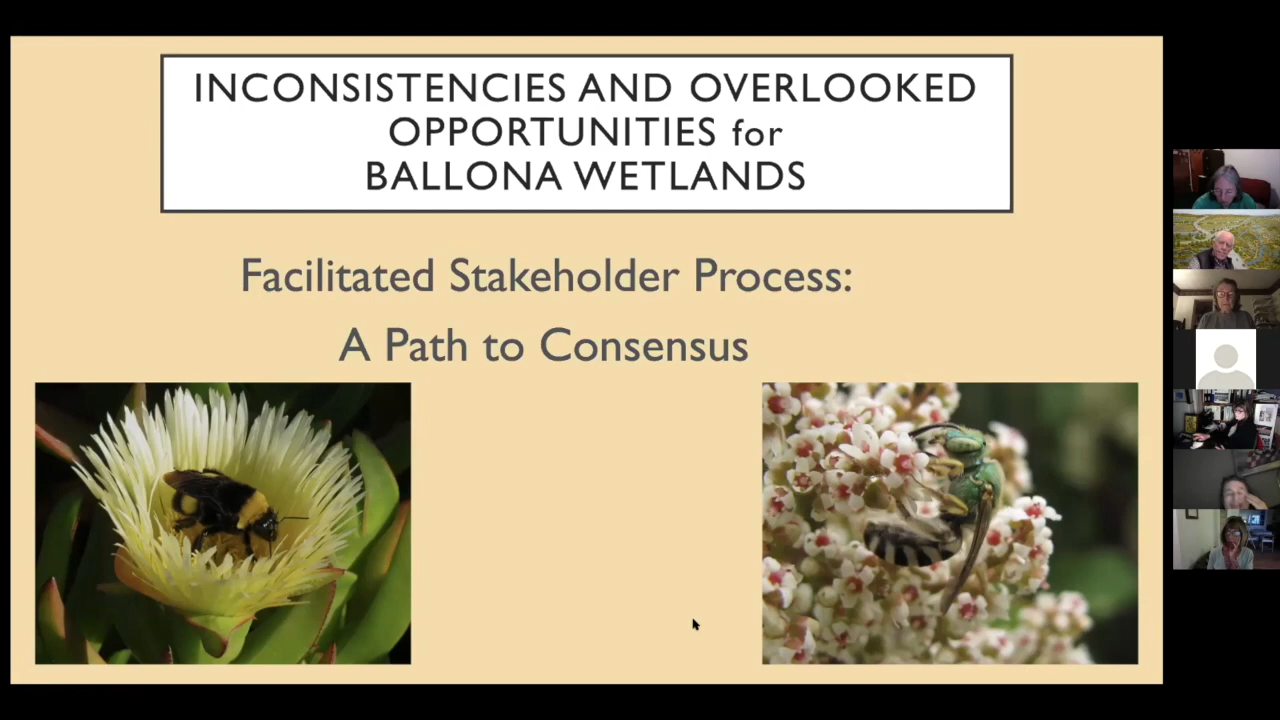 INCONSISTENCIES AND OVERLOOKED
OPPORTUNITIES for
BALLONA WETLANDS
Facilitated Stakeholder Process:
A Path to Consensus